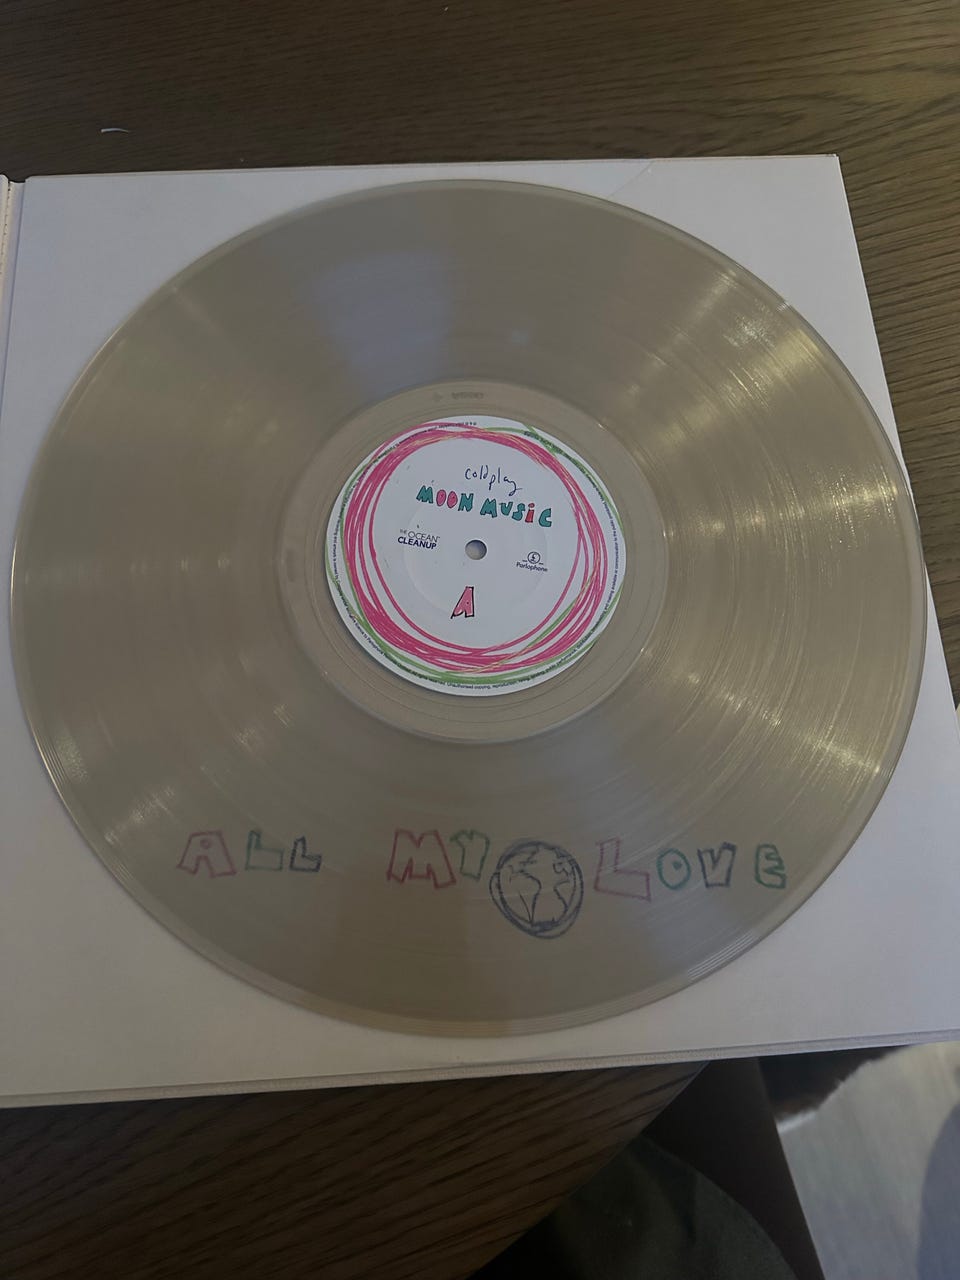 coldplay
MOON MUSiC
THE OCEAN
CLEANUP
Parlophone
A
ALL MY LOVE